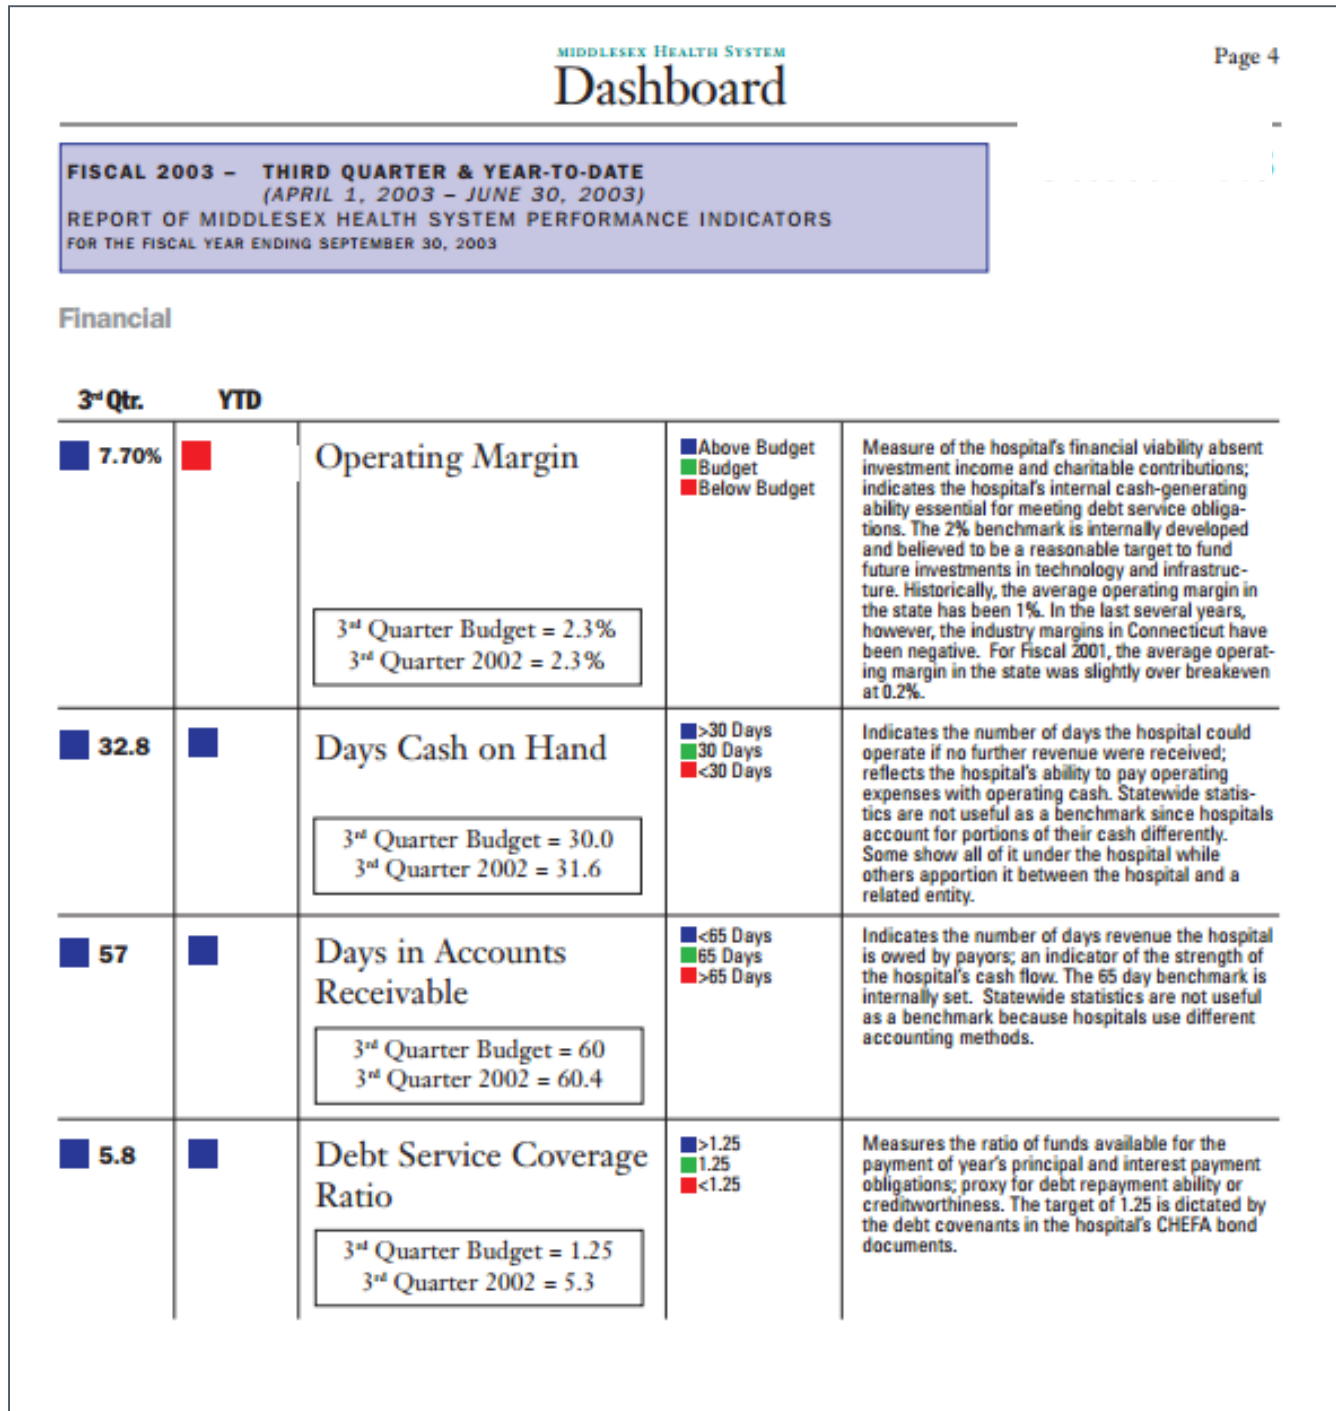 MIDDLESEX HEALTH SYSTEM
Dashboard
Page 4
FISCAL 2003 – THIRD QUARTER & YEAR-TO-DATE
(APRIL 1, 2003 – JUNE 30, 2003)
REPORT OF MIDDLESEX HEALTH SYSTEM PERFORMANCE INDICATORS
FOR THE FISCAL YEAR ENDING SEPTEMBER 30, 2003
Financial
3rd Qtr. YTD
7.70%
Operating Margin
3rd Quarter Budget = 2.3%
3rd Quarter 2002 = 2.3%
Above Budget
Budget
Below Budget
Measure of the hospital's financial viability absent
investment income and charitable contributions;
indicates the hospital's internal cash-generating
ability essential for meeting debt service obliga-
tions. The 2% benchmark is internally developed
and believed to be a reasonable target to fund
future investments in technology and infrastruc-
ture. Historically, the average operating margin in
the state has been 1%. In the last several years,
however, the industry margins in Connecticut have
been negative. For Fiscal 2001, the average operat-
ing margin in the state was slightly over breakeven
at 0.2%.
32.8
Days Cash on Hand
3rd Quarter Budget = 30.0
3rd Quarter 2002 = 31.6
>30 Days
30 Days
<30 Days
Indicates the number of days the hospital could
operate if no further revenue were received;
reflects the hospital's ability to pay operating
expenses with operating cash. Statewide statis-
tics are not useful as a benchmark since hospitals
account for portions of their cash differently.
Some show all of it under the hospital while
others apportion it between the hospital and a
related entity.
57
Days in Accounts
Receivable
3rd Quarter Budget = 60
3rd Quarter 2002 = 60.4
<65 Days
65 Days
>65 Days
Indicates the number of days revenue the hospital
is owed by payors; an indicator of the strength of
the hospital's cash flow. The 65 day benchmark is
internally set. Statewide statistics are not useful
as a benchmark because hospitals use different
accounting methods.
5.8
Debt Service Coverage
Ratio
3rd Quarter Budget = 1.25
3rd Quarter 2002 = 5.3
>1.25
1.25
<1.25
Measures the ratio of funds available for the
payment of year's principal and interest payment
obligations; proxy for debt repayment ability or
creditworthiness. The target of 1.25 is dictated by
the debt covenants in the hospital's CHEFA bond
documents.